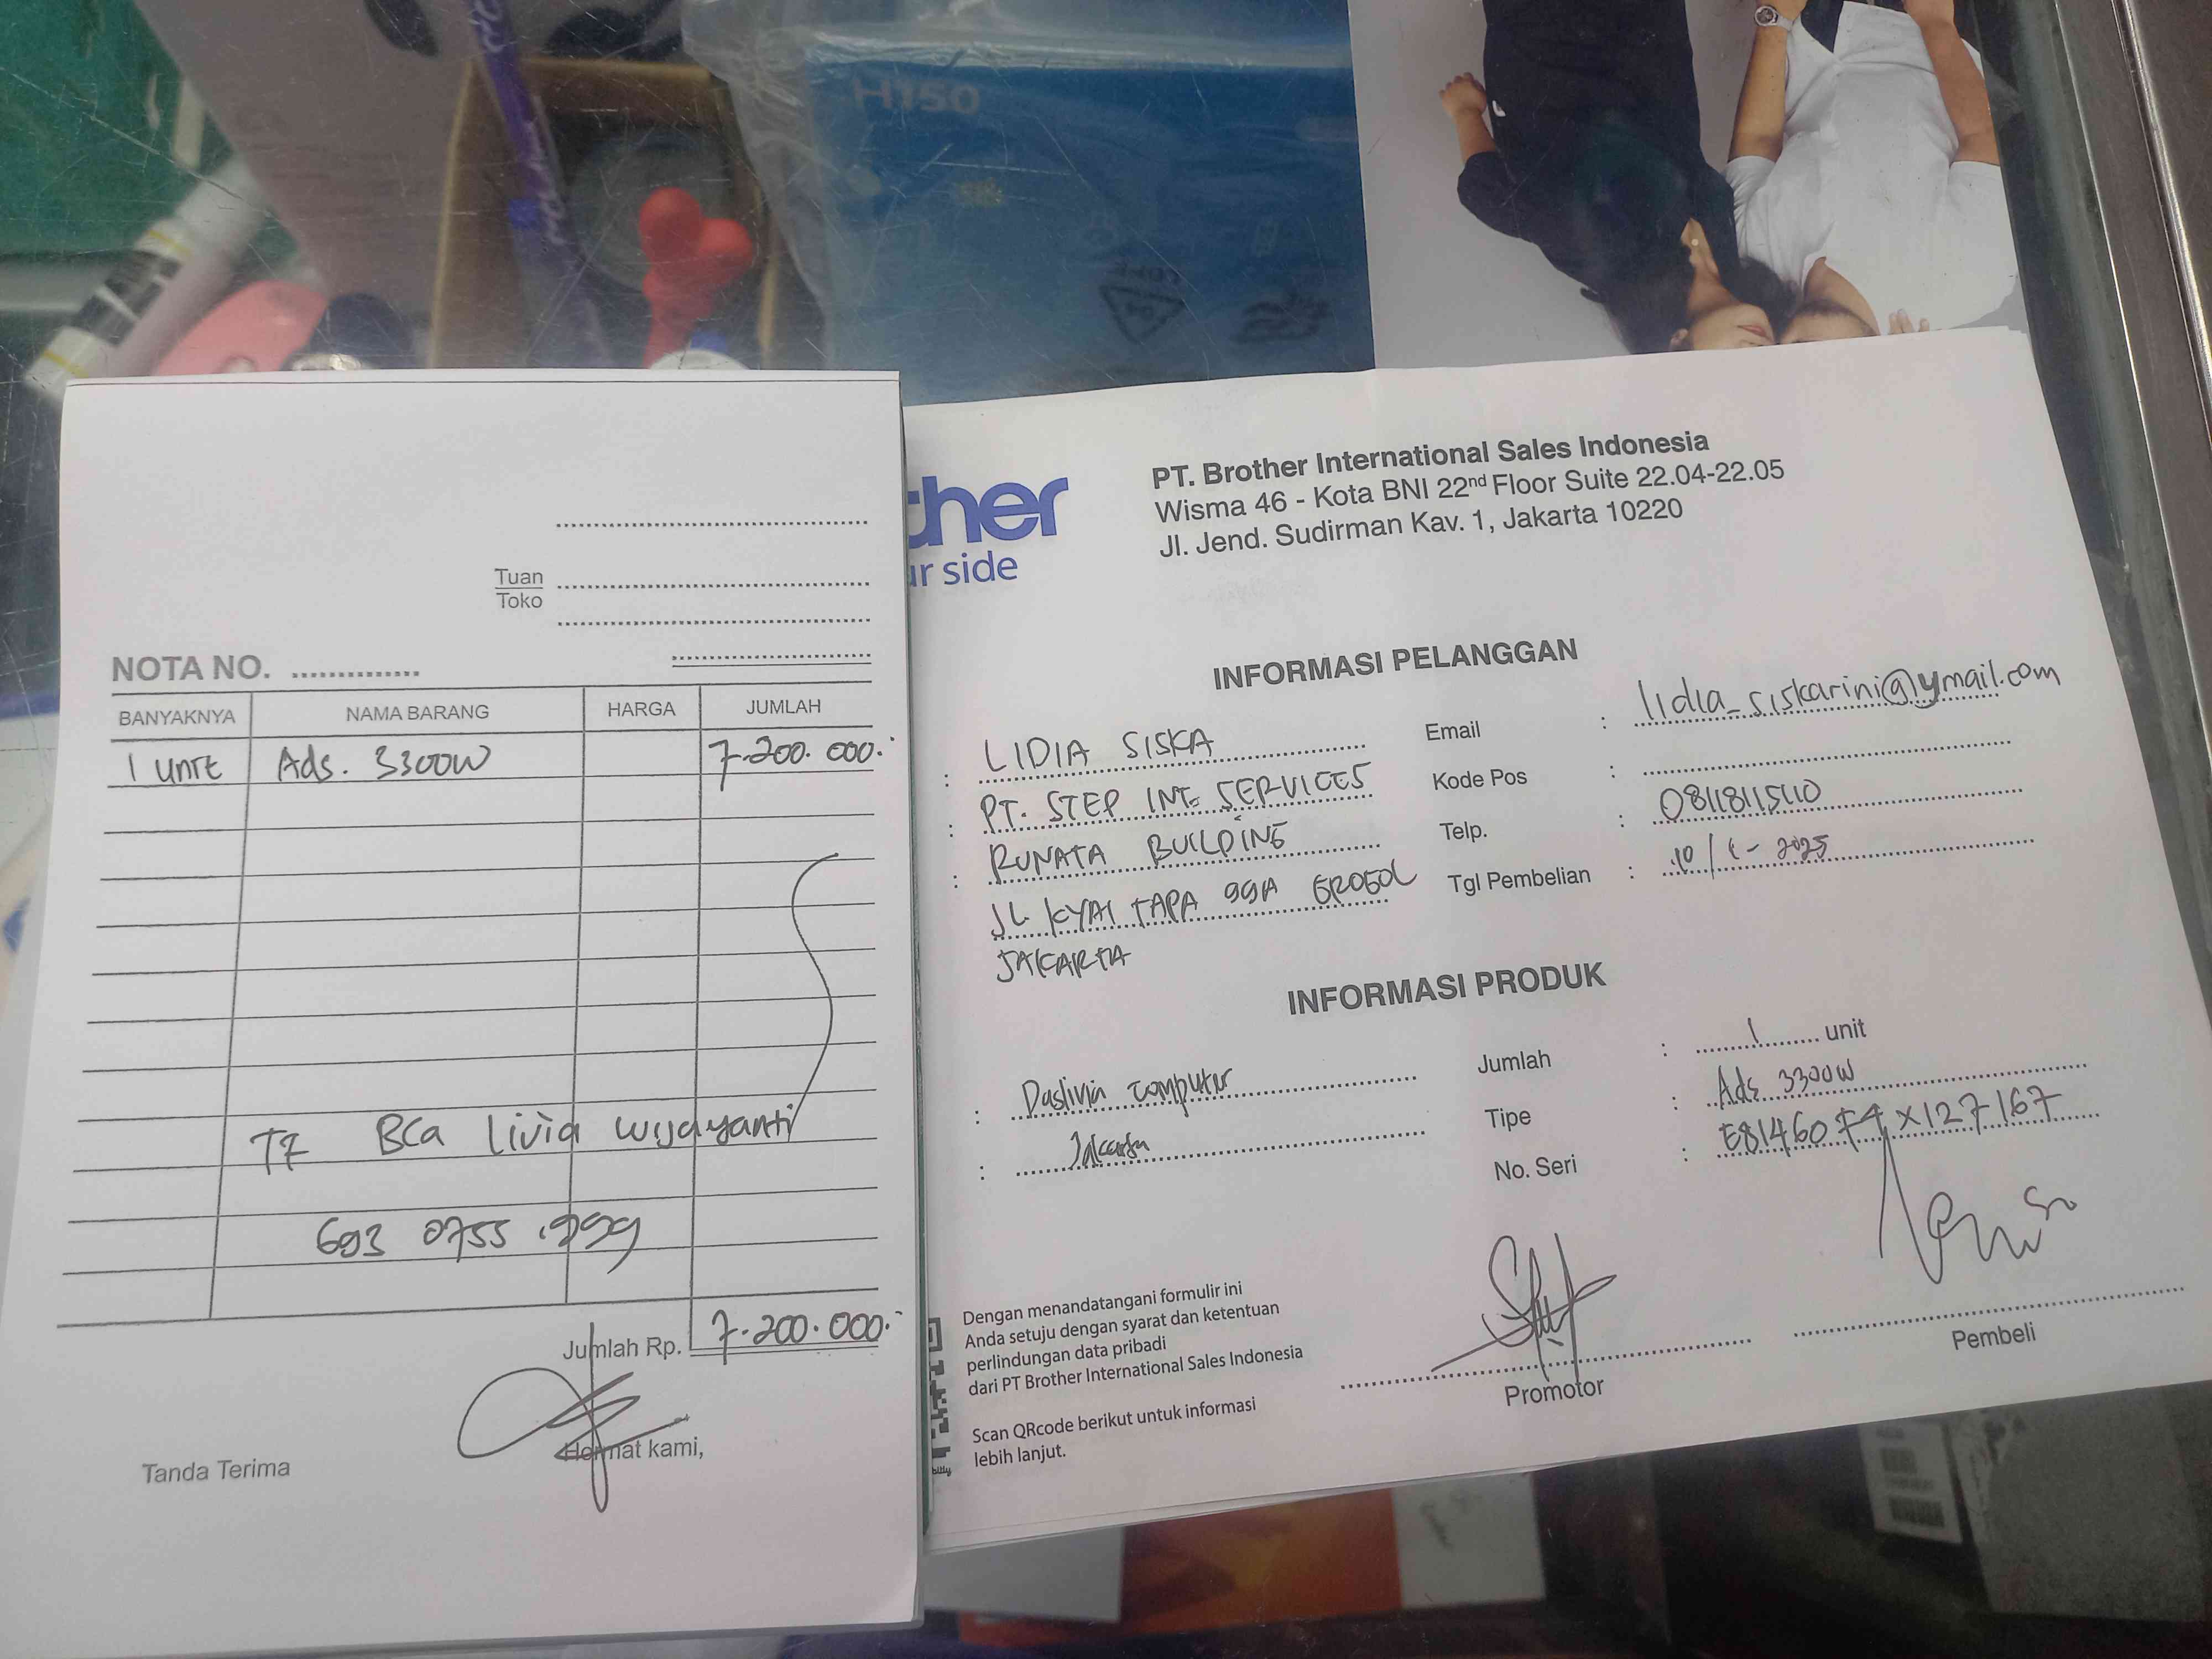 H150
Tuan
Toko
NOTA NO. ..............
BANYAKNYA NAMA BARANG HARGA JUMLAH
1 unit Ads. 3300W 7.200.000.-
TF BCa Livia Wijayanti
693 0755
Jumlah Rp. 7.200.000.-
Tanda Terima Hormat kami,
ther
ur side
PT. Brother International Sales Indonesia
Wisma 46 - Kota BNI 22nd Floor Suite 22.04-22.05
Jl. Jend. Sudirman Kav. 1, Jakarta 10220
INFORMASI PELANGGAN
: LIDIA SISKA
: PT. STEP INT. SERVICES
: RUNATA BUILDING
JL KYAI TAPA 99A GROGOL
JAKARTA
Email : lidia_siskarini@ymail.com
Kode Pos :
Telp. : 08118115110
Tgl Pembelian : 10/ - 2025
INFORMASI PRODUK
: Daslivia Computer
: Jakarta
Jumlah : 1 unit
Tipe : Ads 3300W
No. Seri : E81460F4X127167
Dengan menandatangani formulir ini
Anda setuju dengan syarat dan ketentuan
perlindungan data pribadi
dari PT Brother International Sales Indonesia
Scan QRcode berikut untuk informasi
lebih lanjut.
Promotor
Pembeli